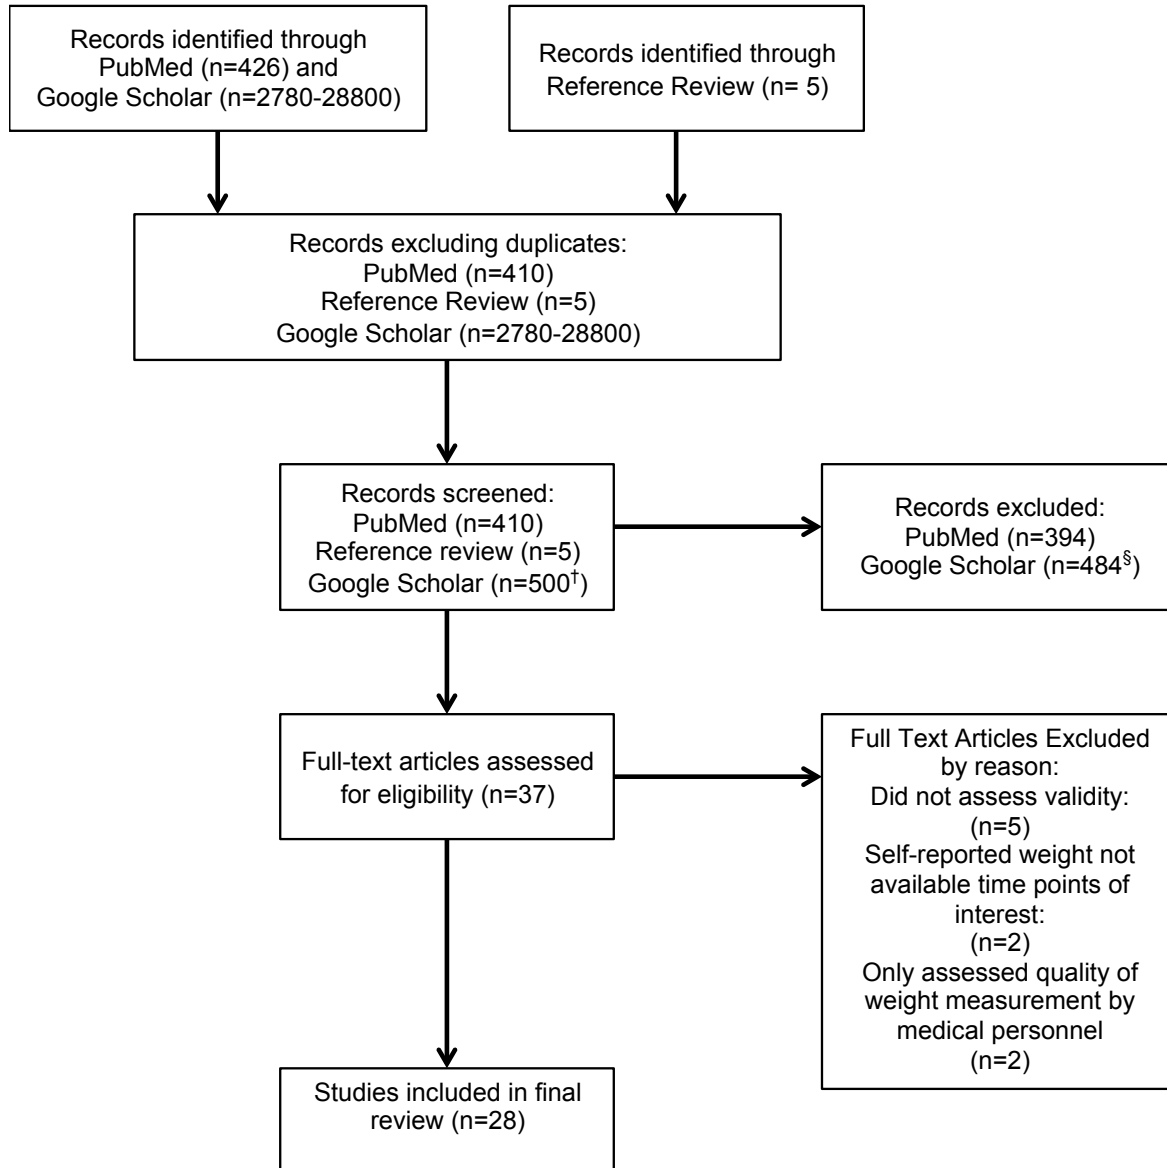 Records identified through
PubMed (n=426) and
Google Scholar (n=2780-28800)
Records identified through
Reference Review (n= 5)
Records excluding duplicates:
PubMed (n=410)
Reference Review (n=5)
Google Scholar (n=2780-28800)
Records screened:
PubMed (n=410)
Reference review (n=5)
Google Scholar (n=500†)
Records excluded:
PubMed (n=394)
Google Scholar (n=484§)
Full-text articles assessed
for eligibility (n=37)
Full Text Articles Excluded
by reason:
Did not assess validity:
(n=5)
Self-reported weight not
available time points of
interest:
(n=2)
Only assessed quality of
weight measurement by
medical personnel
(n=2)
Studies included in final
review (n=28)